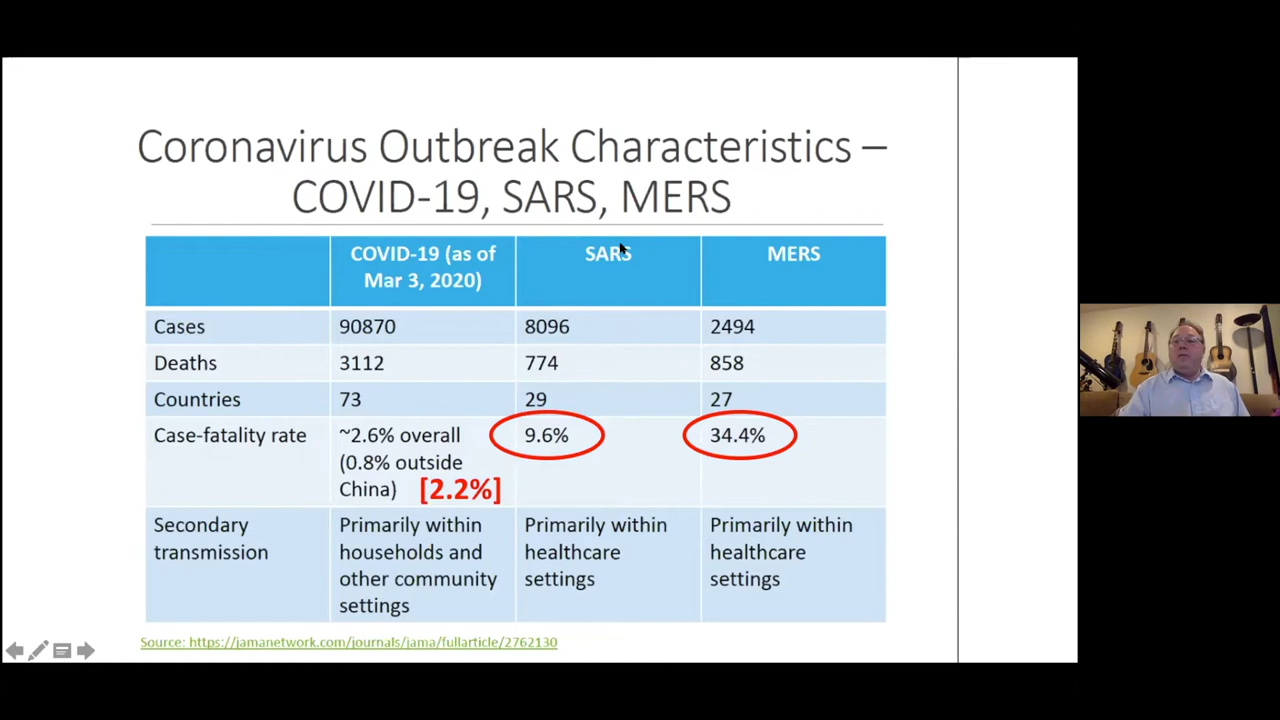 Coronavirus Outbreak Characteristics –
COVID-19, SARS, MERS
COVID-19 (as of
Mar 3, 2020)
SARS
MERS
Cases
90870
8096
2494
Deaths
3112
774
858
Countries
73
29
27
Case-fatality rate
~2.6% overall
(0.8% outside
China)
[2.2%]
9.6%
34.4%
Secondary
transmission
Primarily within
households and
other community
settings
Primarily within
healthcare
settings
Primarily within
healthcare
settings
Source: https://jamanetwork.com/journals/jama/fullarticle/2762130